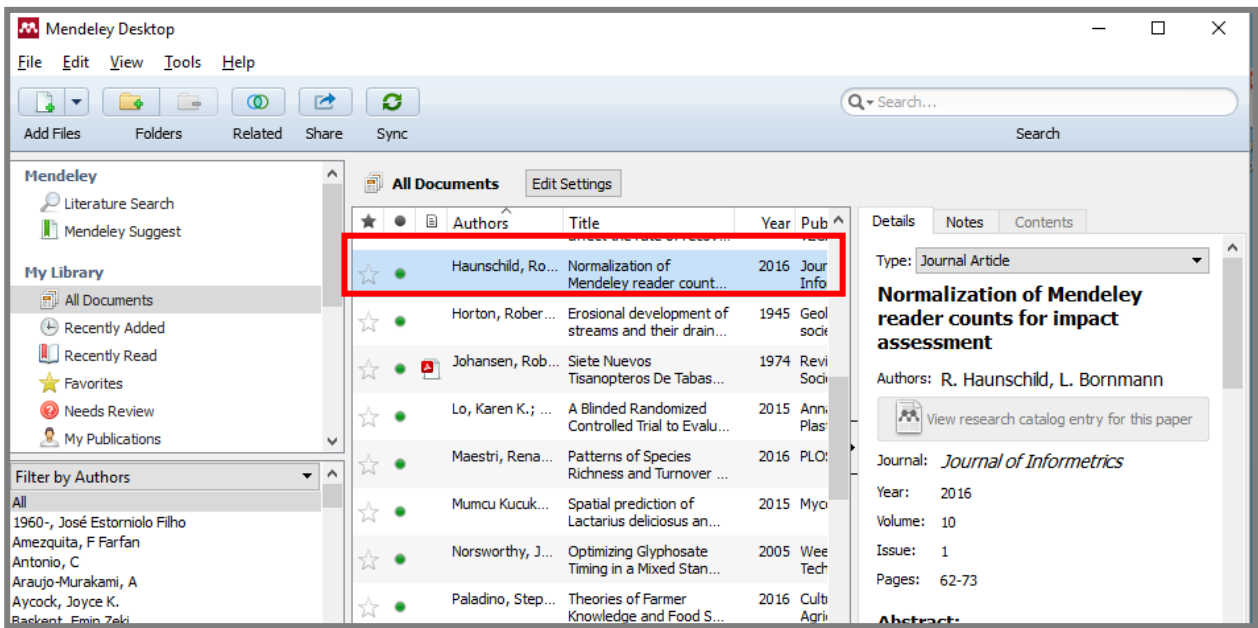 Mendeley Desktop
File Edit View Tools Help
Search...
Add Files Folders Related Share Sync Search
Mendeley
Literature Search
Mendeley Suggest
My Library
All Documents
Recently Added
Recently Read
Favorites
Needs Review
My Publications
Filter by Authors
All
1960-, José Estorniolo Filho
Amezquita, F Farfan
Antonio, C
Araujo-Murakami, A
Aycock, Joyce K.
Baskent, Emin Zeki
All Documents Edit Settings
Authors Title Year Pub
Haunschild, Ro... Normalization of 2016 Jour
Mendeley reader count... Info
Horton, Rober... Erosional development of 1945 Geol
streams and their drain... socie
Johansen, Rob... Siete Nuevos 1974 Revi
Tisanopteros De Tabas... Soci
Lo, Karen K.; ... A Blinded Randomized 2015 Anna
Controlled Trial to Evalu... Plast
Maestri, Rena... Patterns of Species 2016 PLOS
Richness and Turnover ...
Mumcu Kucuk... Spatial prediction of 2015 Myco
Lactarius deliciosus an...
Norsworthy, J... Optimizing Glyphosate 2005 Wee
Timing in a Mixed Stan... Tech
Paladino, Step... Theories of Farmer 2016 Cultu
Knowledge and Food S... Agri
Details Notes Contents
Type: Journal Article
Normalization of Mendeley
reader counts for impact
assessment
Authors: R. Haunschild, L. Bornmann
View research catalog entry for this paper
Journal: Journal of Informetrics
Year: 2016
Volume: 10
Issue: 1
Pages: 62-73
Abstract: